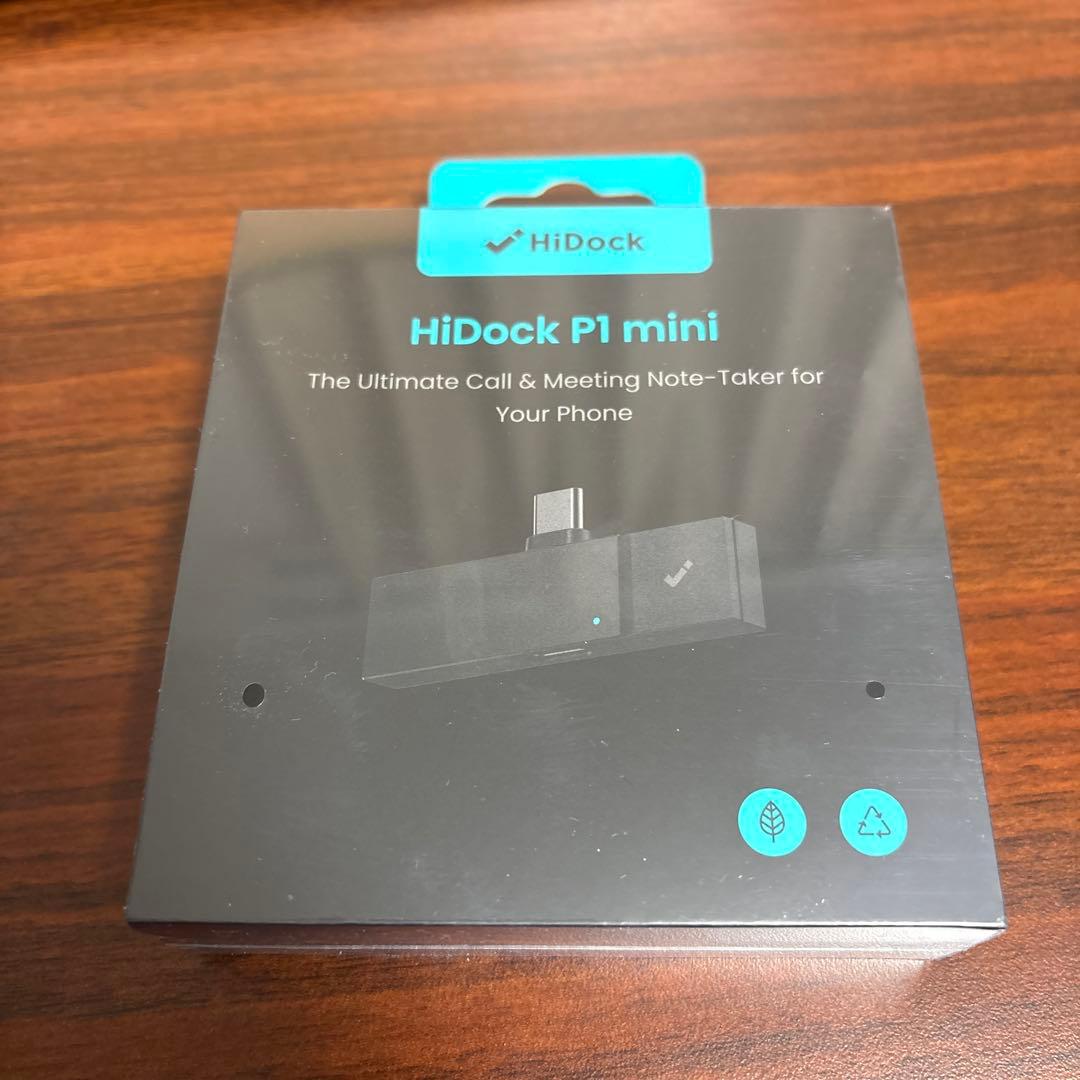 HiDock
HiDock P1 mini
The Ultimate Call & Meeting Note-Taker for
Your Phone